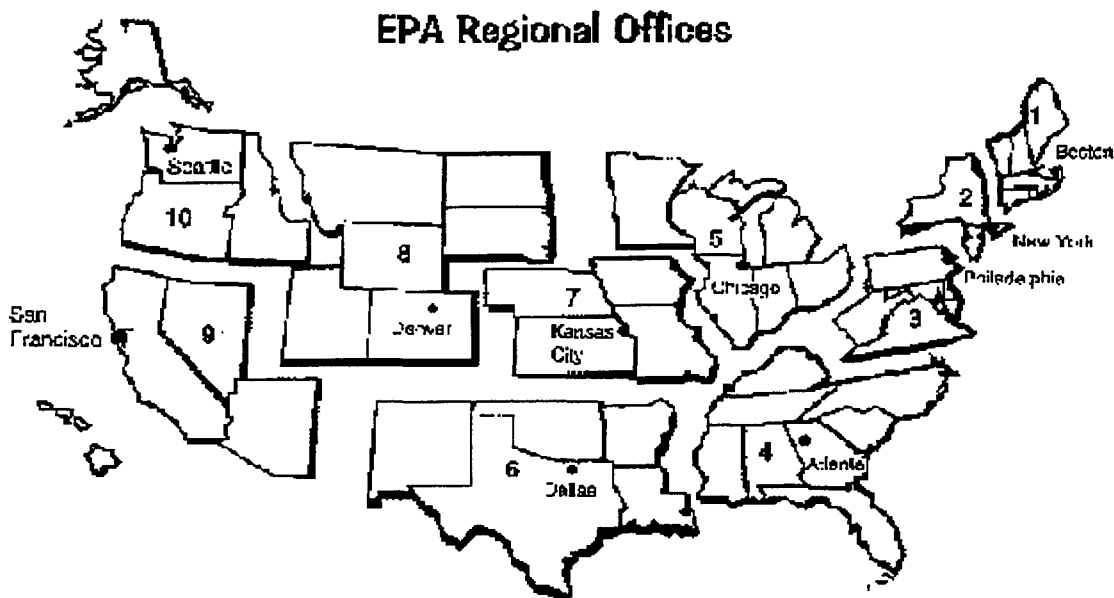 EPA Regional Offices
1
Boston
Seattle
10
2
5
New York
8
Philadelphia
7
Chicago
San
Francisco
9
Denver
Kansas
City
3
4
6
Atlanta
Dallas